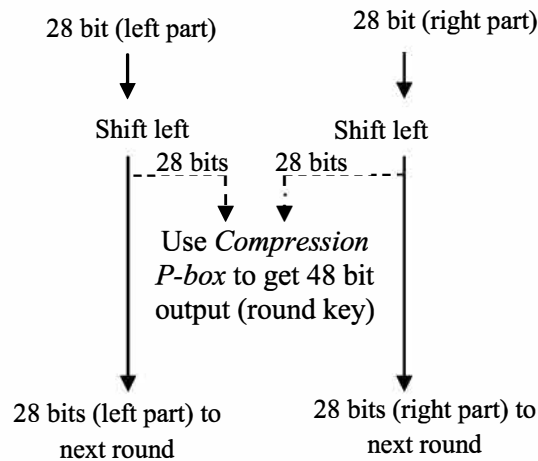 28 bit (left part)
28 bit (right part)
Shift left
Shift left
28 bits
28 bits
Use Compression
P-box to get 48 bit
output (round key)
28 bits (left part) to
next round
28 bits (right part) to
next round